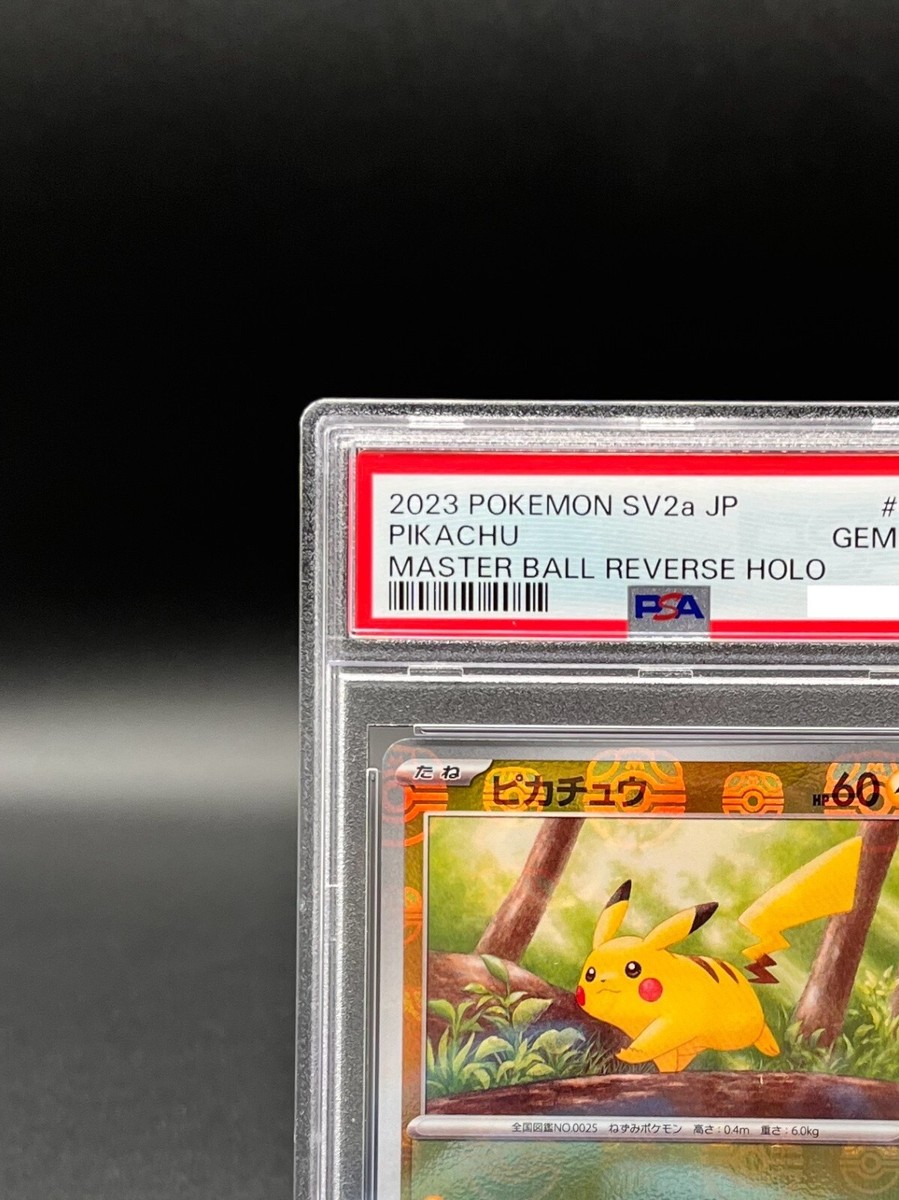 2023 POKEMON SV2a JP #
PIKACHU GEM
MASTER BALL REVERSE HOLO
PSA
たね ピカチュウ HP60
全国図鑑NO.0025 ねずみポケモン 高さ:0.4m 重さ:6.0kg